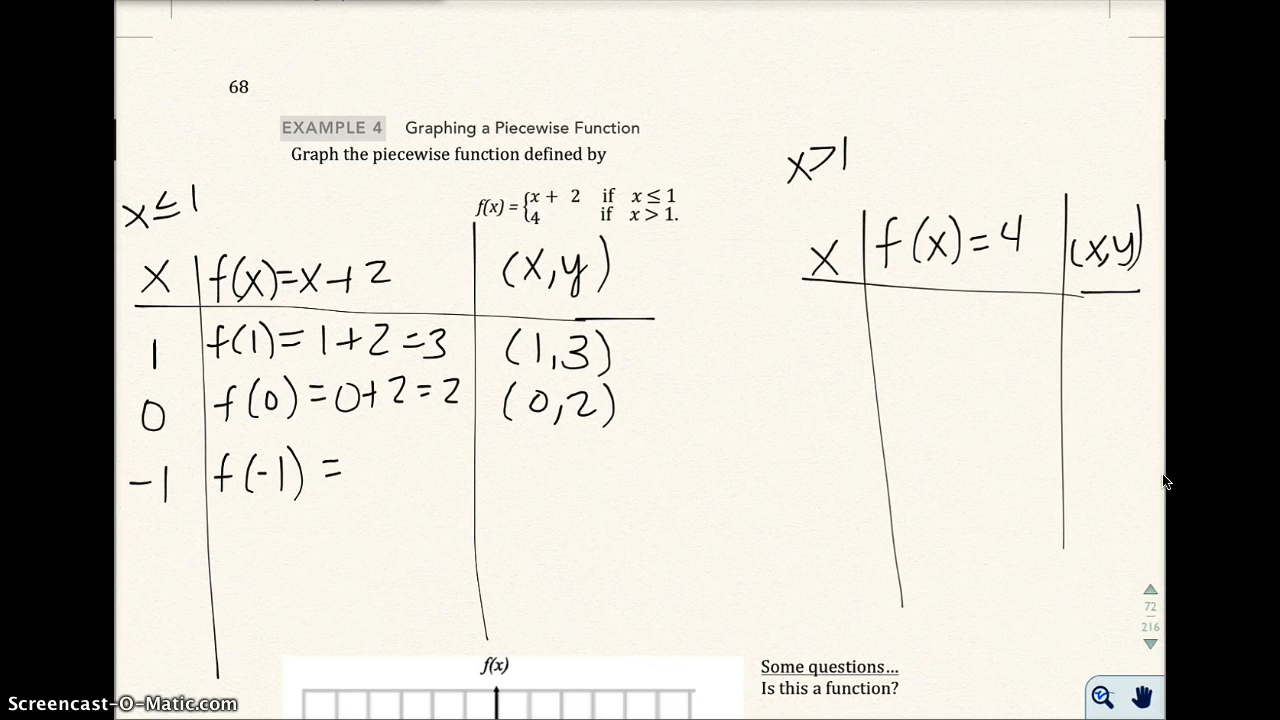 68
EXAMPLE 4 Graphing a Piecewise Function
Graph the piecewise function defined by
f(x) = { x + 2 if x ≤ 1
4 if x > 1.
x ≤ 1
x f(x)=x+2 (x,y)
1 f(1)= 1+2 =3 (1,3)
0 f(0)=0+2=2 (0,2)
-1 f(-1) =
x>1
x f(x)=4 (x,y)
72
216
f(x)
Some questions...
Is this a function?
Screencast-O-Matic.com